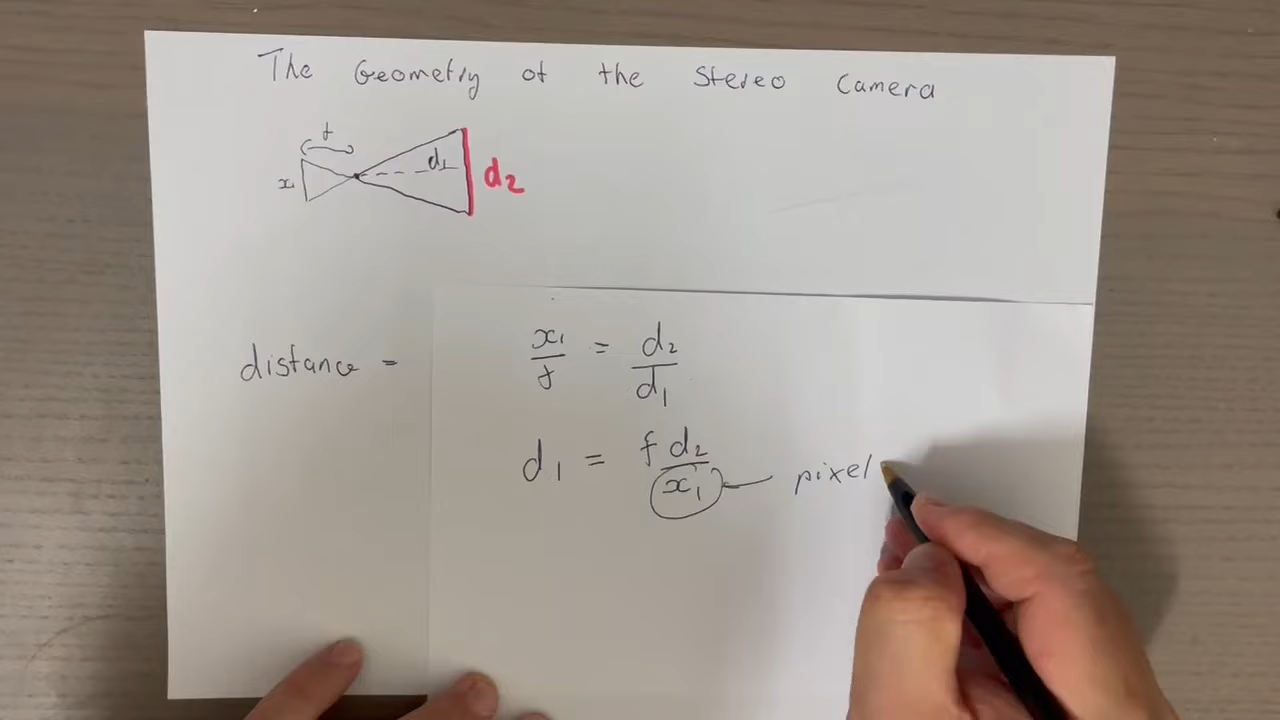 The Geometry of the Stereo Camera
f
x
d1
d2
distance =
x1/f = d2/d1
d1 = f d2/x1 — pixel